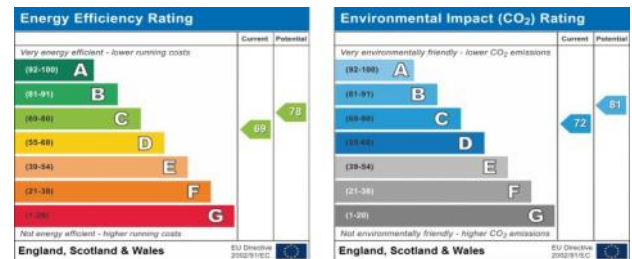 Energy Efficiency Rating
Current Potential
Very energy efficient - lower running costs
(92-100) A
(81-91) B
(69-80) C
(55-68) D
(39-54) E
(21-38) F
(1-20) G
69
78
Not energy efficient - higher running costs
England, Scotland & Wales
EU Directive
2002/91/EC
Environmental Impact (CO₂) Rating
Current Potential
Very environmentally friendly - lower CO₂ emissions
(92-100) A
(81-91) B
(69-80) C
(55-68) D
(39-54) E
(21-38) F
(1-20) G
72
81
Not environmentally friendly - higher CO₂ emissions
England, Scotland & Wales
EU Directive
2002/91/EC